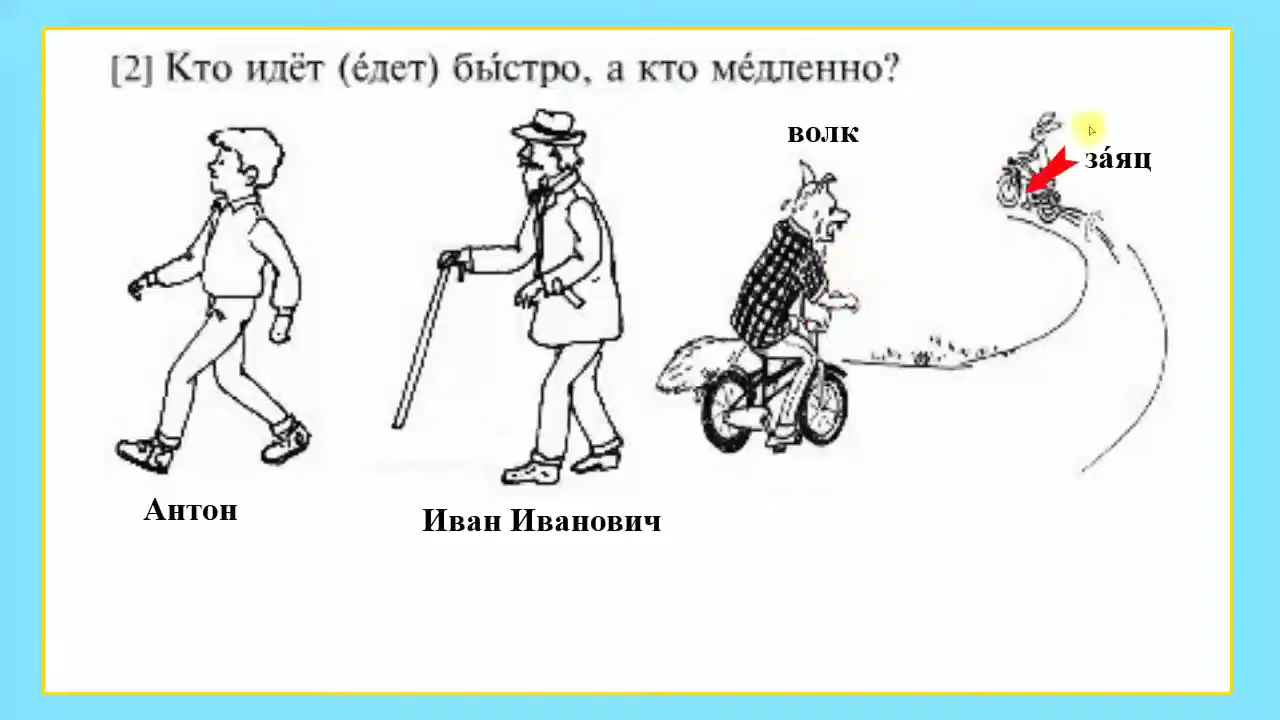 [2] Кто идёт (е́дет) бы́стро, а кто ме́дленно?
волк
за́яц
Антон
Иван Иванович